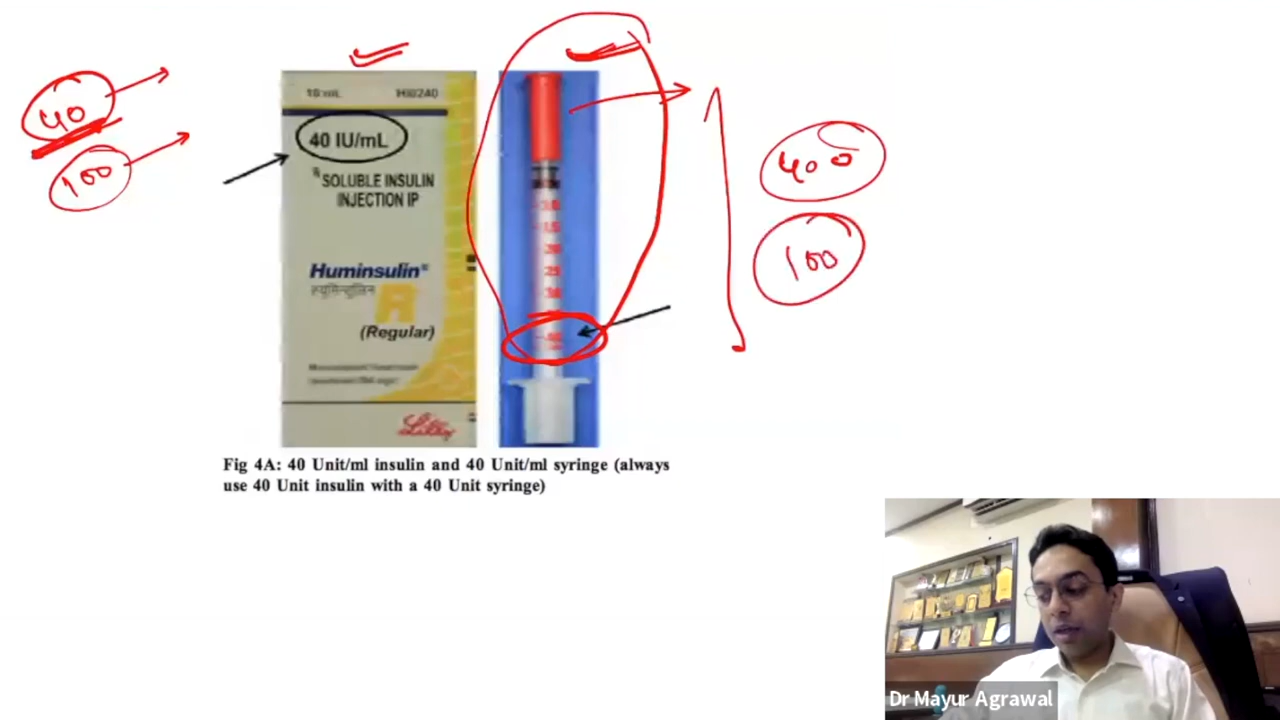 40
100
10 mL HI0240
40 IU/mL
Rx SOLUBLE INSULIN
INJECTION IP
Huminsulin®
ह्यूमिन्सुलिन
R
(Regular)
Lilly
400
100
Fig 4A: 40 Unit/ml insulin and 40 Unit/ml syringe (always
use 40 Unit insulin with a 40 Unit syringe)
Dr Mayur Agrawal